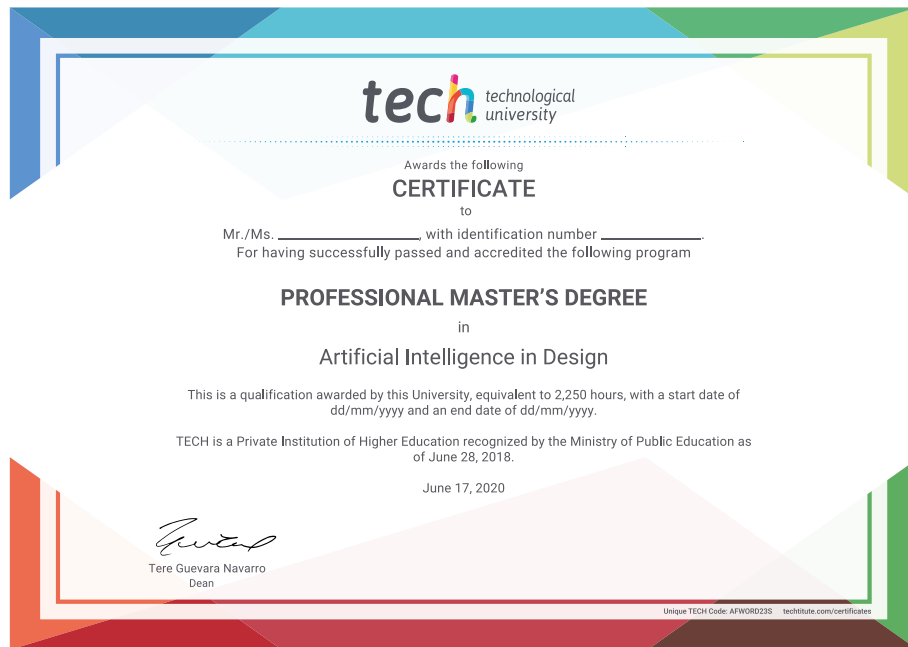 tech technological
university
Awards the following
CERTIFICATE
to
Mr./Ms. ____________________, with identification number ______________.
For having successfully passed and accredited the following program
PROFESSIONAL MASTER'S DEGREE
in
Artificial Intelligence in Design
This is a qualification awarded by this University, equivalent to 2,250 hours, with a start date of
dd/mm/yyyy and an end date of dd/mm/yyyy.
TECH is a Private Institution of Higher Education recognized by the Ministry of Public Education as
of June 28, 2018.
June 17, 2020
Tere Guevara Navarro
Dean
Unique TECH Code: AFWORD23S techtitute.com/certificates